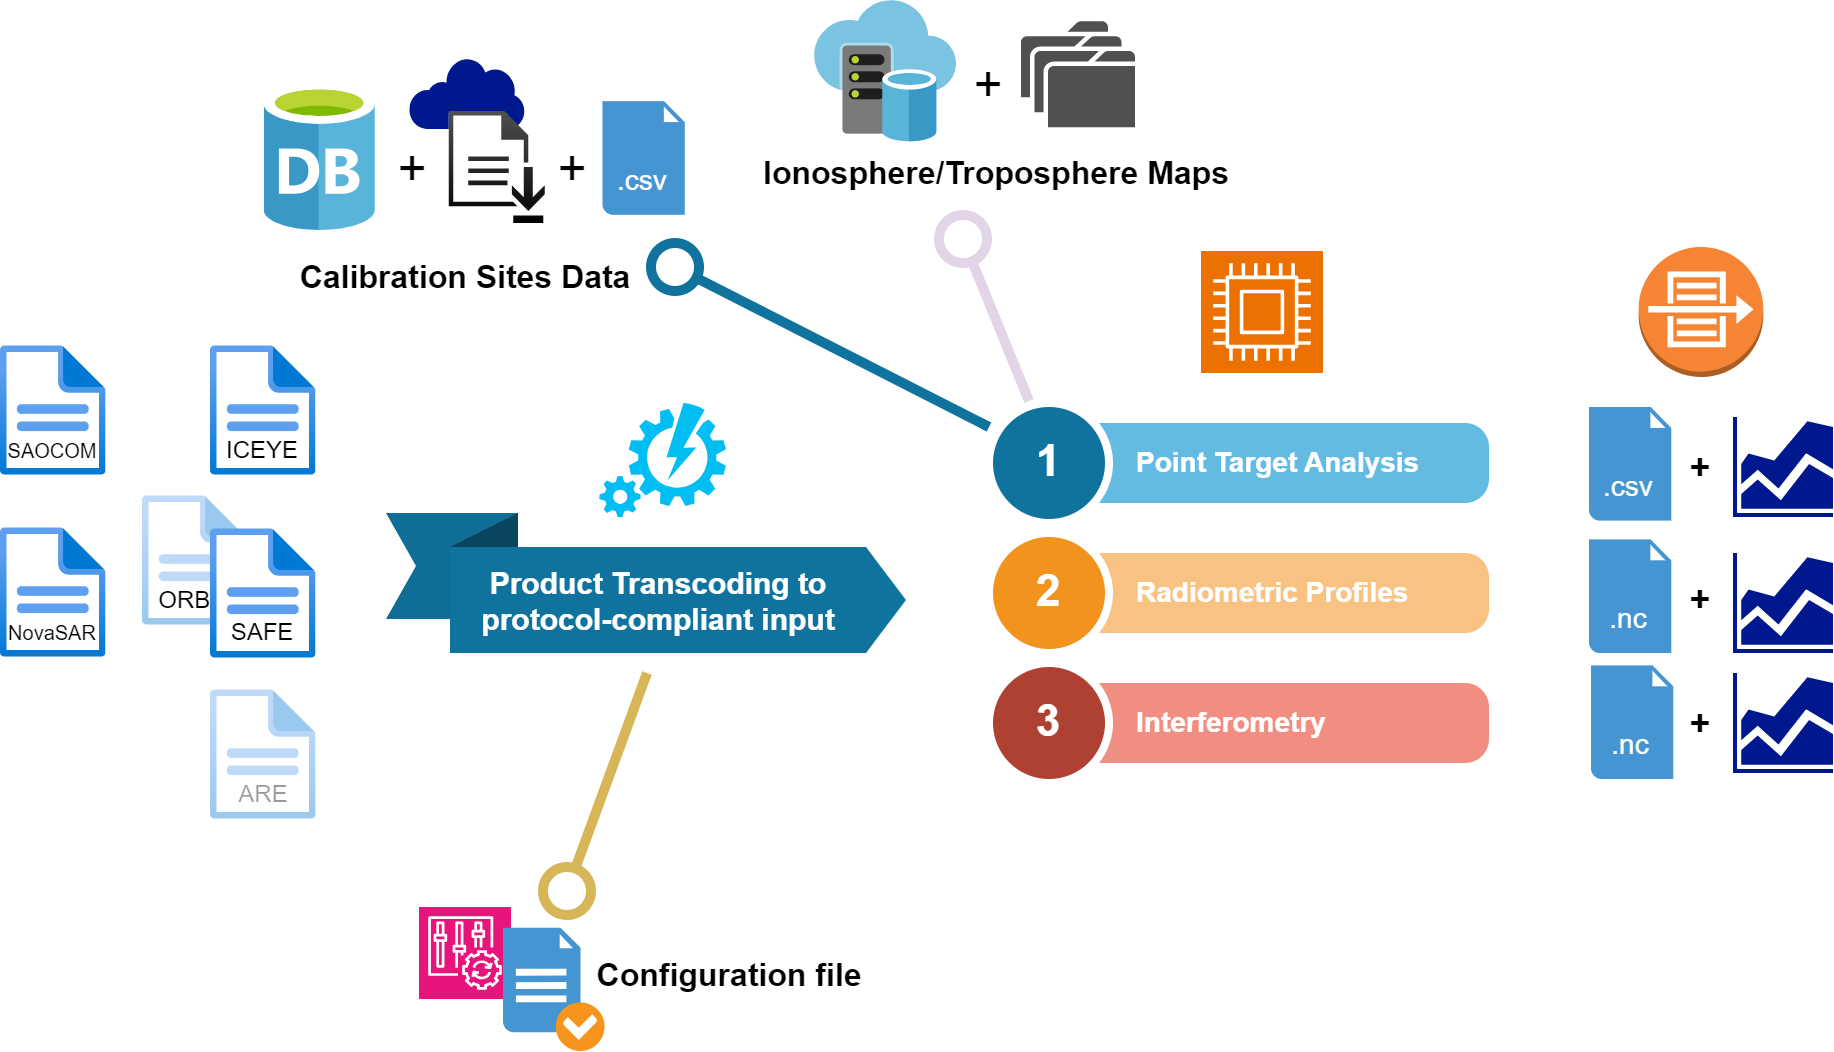 DB
+
+
.CSV
+
Ionosphere/Troposphere Maps
Calibration Sites Data
SAOCOM
ICEYE
ORB
NovaSAR
SAFE
ARE
Product Transcoding to
protocol-compliant input
Configuration file
1
Point Target Analysis
.CSV
+
2
Radiometric Profiles
.nc
+
3
Interferometry
.nc
+